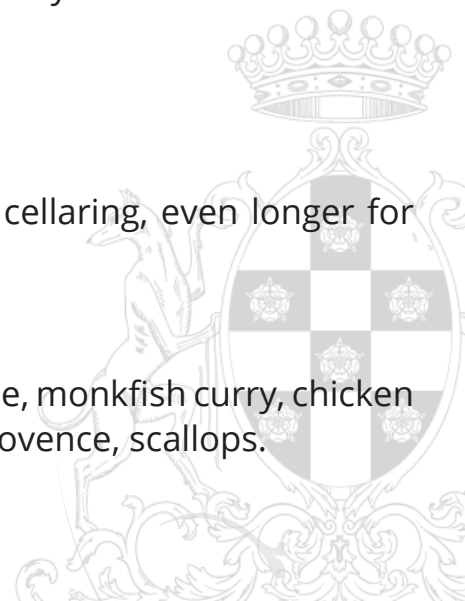 cellaring, even longer for
e, monkfish curry, chicken
ovence, scallops.